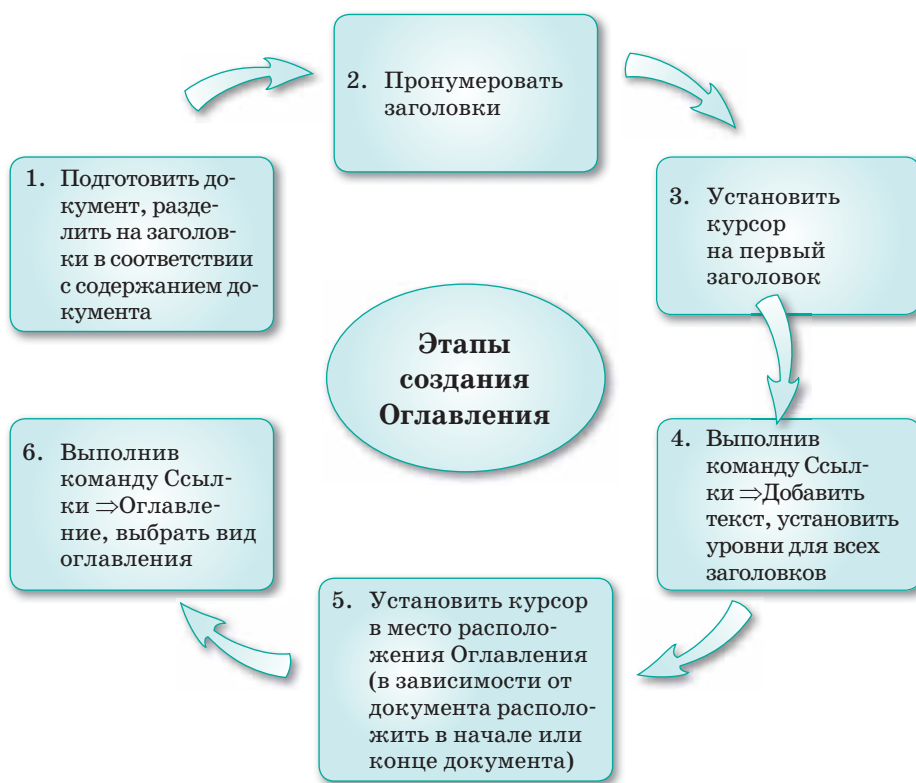 1. Подготовить до-
кумент, разде-
лить на заголов-
ки в соответствии
с содержанием до-
кумента
2. Пронумеровать
заголовки
3. Установить
курсор
на первый
заголовок
4. Выполнив
команду Ссыл-
ки ⇒Добавить
текст, установить
уровни для всех
заголовков
5. Установить курсор
в место располо-
жения Оглавления
(в зависимости от
документа располо-
жить в начале или
конце документа)
6. Выполнив
команду Ссыл-
ки ⇒Оглавле-
ние, выбрать вид
оглавления
Этапы
создания
Оглавления